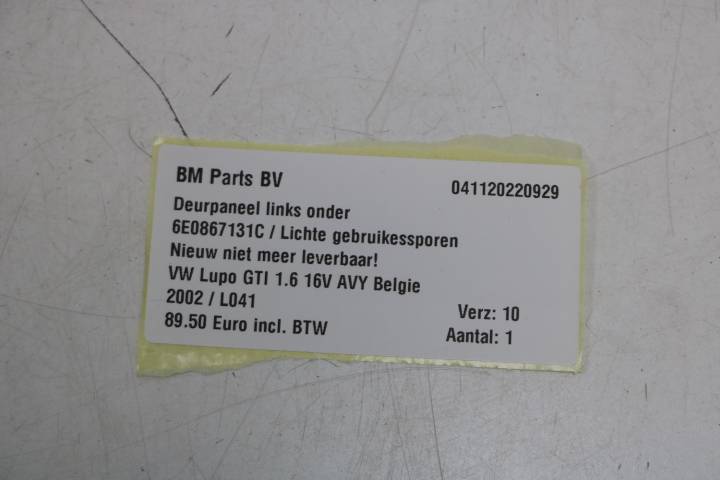 BM Parts BV 041120220929
Deurpaneel links onder
6E0867131C / Lichte gebruikessporen
Nieuw niet meer leverbaar!
VW Lupo GTI 1.6 16V AVY Belgie
2002 / L041 Verz: 10
89.50 Euro incl. BTW Aantal: 1